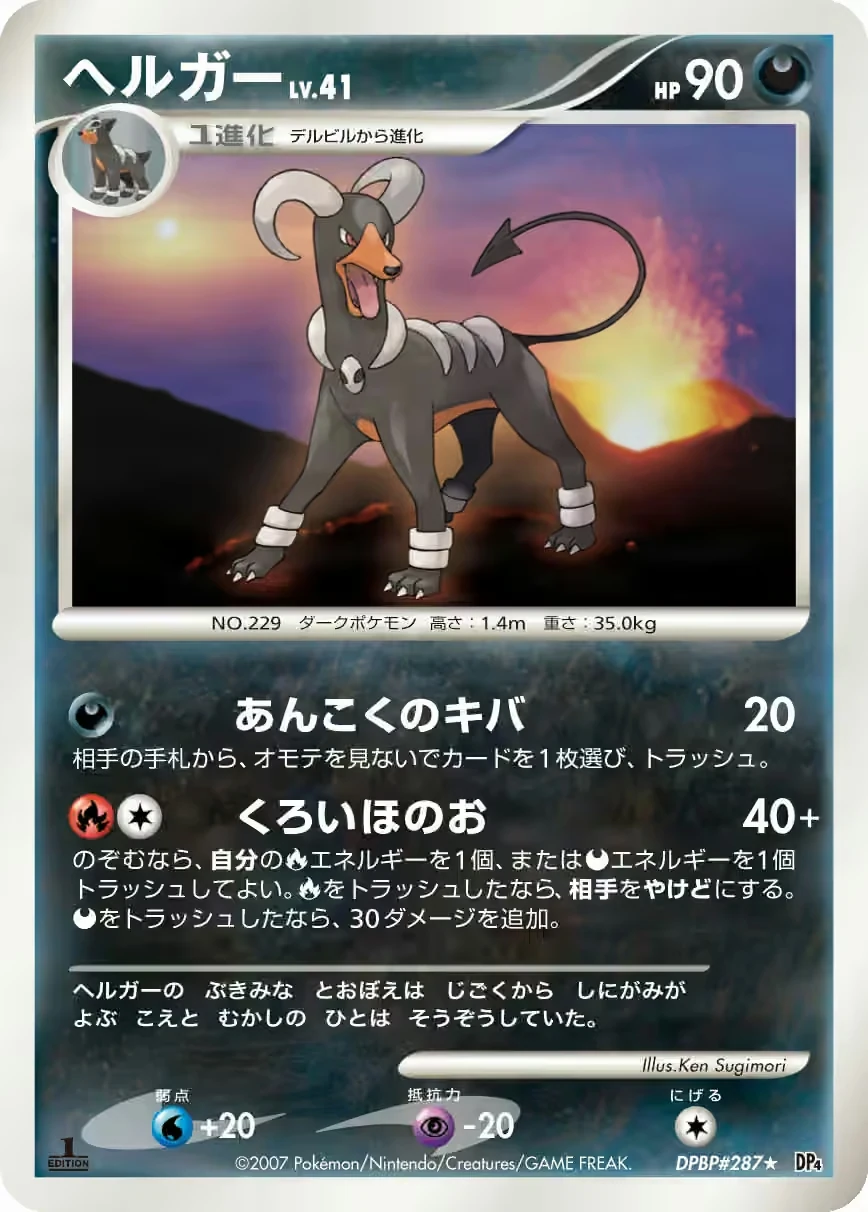 ヘルガー LV.41 HP 90
1進化 デルビルから進化
NO.229 ダークポケモン 高さ：1.4m 重さ：35.0kg
あんこくのキバ 20
相手の手札から、オモテを見ないでカードを1枚選び、トラッシュ。
くろいほのお 40+
のぞむなら、自分のエネルギーを1個、またはエネルギーを1個
トラッシュしてよい。をトラッシュしたなら、相手をやけどにする。
をトラッシュしたなら、30ダメージを追加。
ヘルガーの ぶきみな とおぼえは じごくから しにがみが
よぶ こえと むかしの ひとは そうぞうしていた。
Illus.Ken Sugimori
弱点 +20 抵抗力 -20 にげる
1 EDITION
©2007 Pokémon/Nintendo/Creatures/GAME FREAK. DPBP#287★ DP4